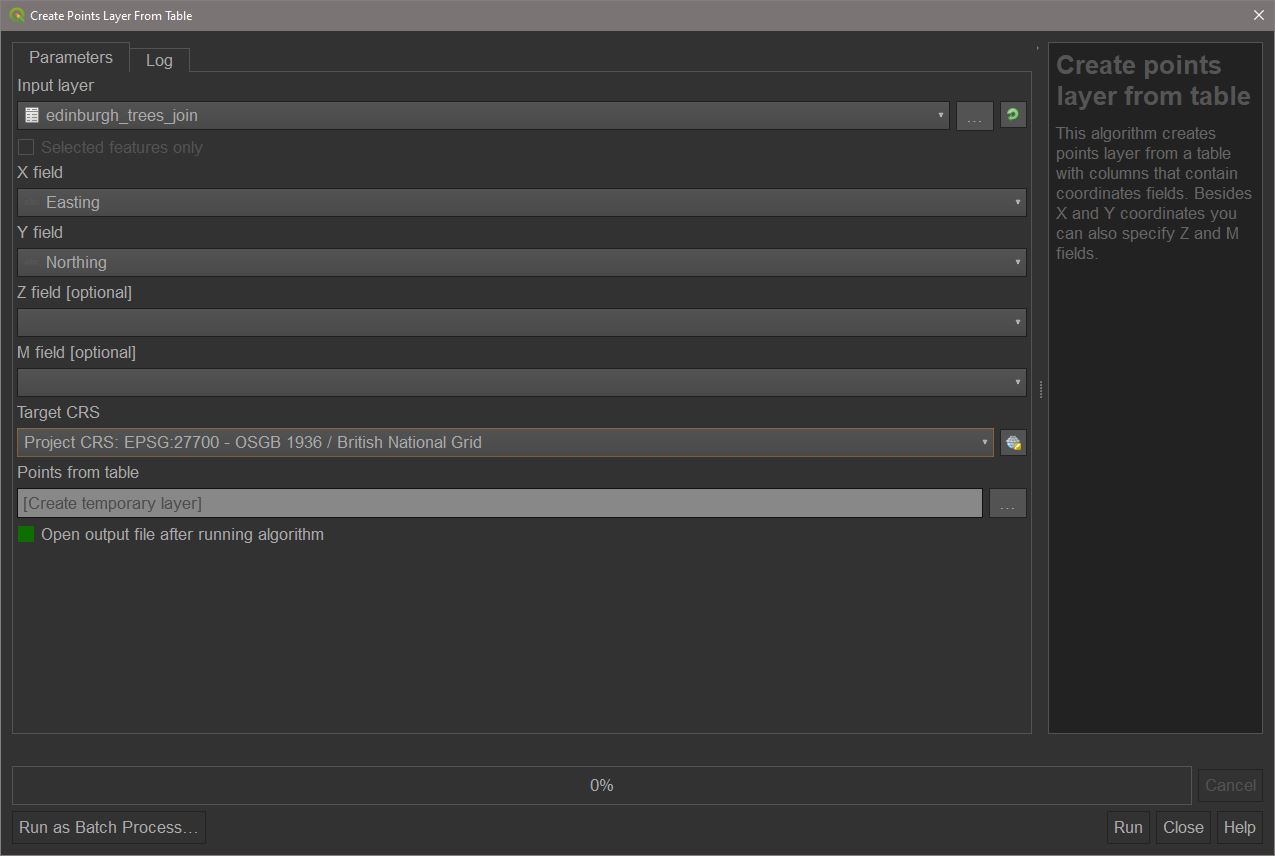 Create Points Layer From Table
Parameters
Log
Input layer
edinburgh_trees_join
...
Selected features only
X field
Easting
Y field
Northing
Z field [optional]
M field [optional]
Target CRS
Project CRS: EPSG:27700 - OSGB 1936 / British National Grid
Points from table
[Create temporary layer]
...
Open output file after running algorithm
Create points
layer from table
This algorithm creates
points layer from a table
with columns that contain
coordinates fields. Besides
X and Y coordinates you
can also specify Z and M
fields.
0%
Cancel
Run as Batch Process…
Run
Close
Help